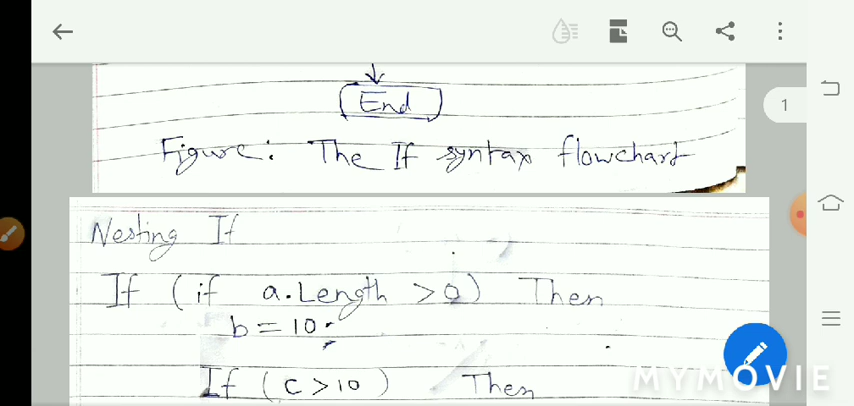 End
Figure: The If syntax flowchart
1
Nesting If
If (if a.Length >0) Then
b = 10;
If (c>10) Then
MYMOVIE